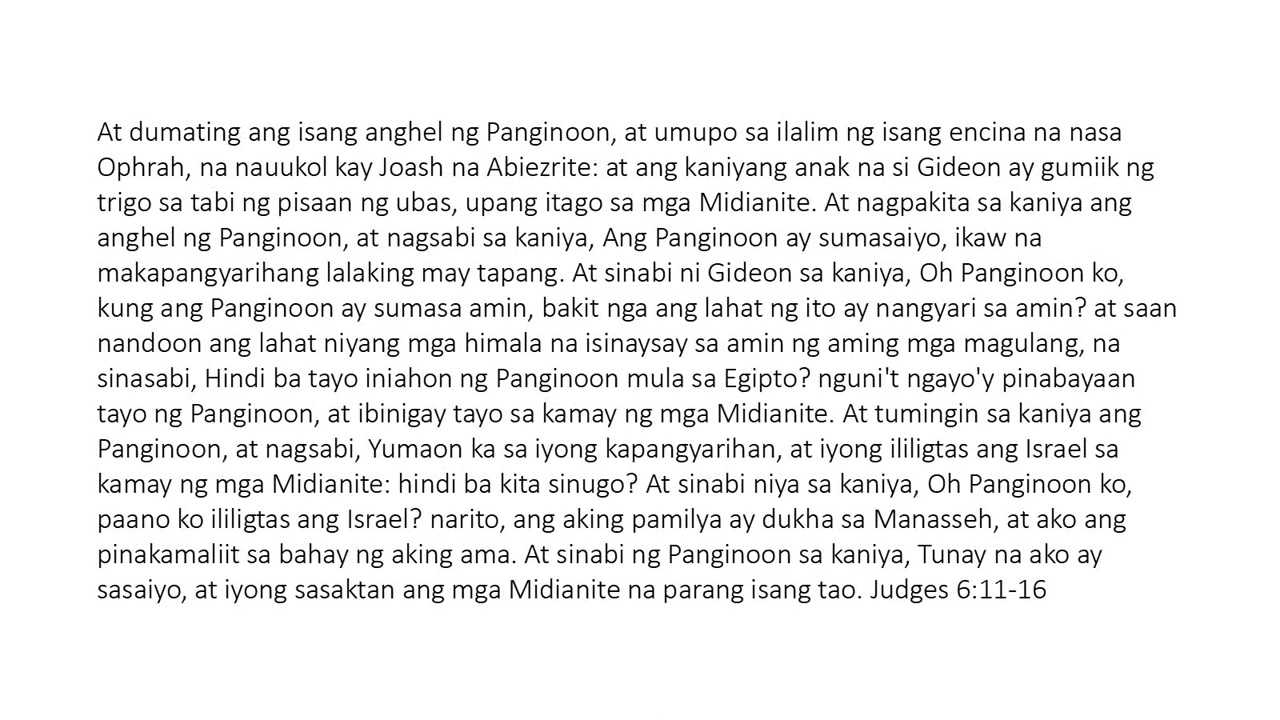 At dumating ang isang anghel ng Panginoon, at umupo sa ilalim ng isang encina na nasa
Ophrah, na nauukol kay Joash na Abiezrite: at ang kaniyang anak na si Gideon ay gumiik ng
trigo sa tabi ng pisaan ng ubas, upang itago sa mga Midianite. At nagpakita sa kaniya ang
anghel ng Panginoon, at nagsabi sa kaniya, Ang Panginoon ay sumasaiyo, ikaw na
makapangyarihang lalaking may tapang. At sinabi ni Gideon sa kaniya, Oh Panginoon ko,
kung ang Panginoon ay sumasa amin, bakit nga ang lahat ng ito ay nangyari sa amin? at saan
nandoon ang lahat niyang mga himala na isinaysay sa amin ng aming mga magulang, na
sinasabi, Hindi ba tayo iniahon ng Panginoon mula sa Egipto? nguni't ngayo'y pinabayaan
tayo ng Panginoon, at ibinigay tayo sa kamay ng mga Midianite. At tumingin sa kaniya ang
Panginoon, at nagsabi, Yumaon ka sa iyong kapangyarihan, at iyong ililigtas ang Israel sa
kamay ng mga Midianite: hindi ba kita sinugo? At sinabi niya sa kaniya, Oh Panginoon ko,
paano ko ililigtas ang Israel? narito, ang aking pamilya ay dukha sa Manasseh, at ako ang
pinakamaliit sa bahay ng aking ama. At sinabi ng Panginoon sa kaniya, Tunay na ako ay
sasaiyo, at iyong sasaktan ang mga Midianite na parang isang tao. Judges 6:11-16